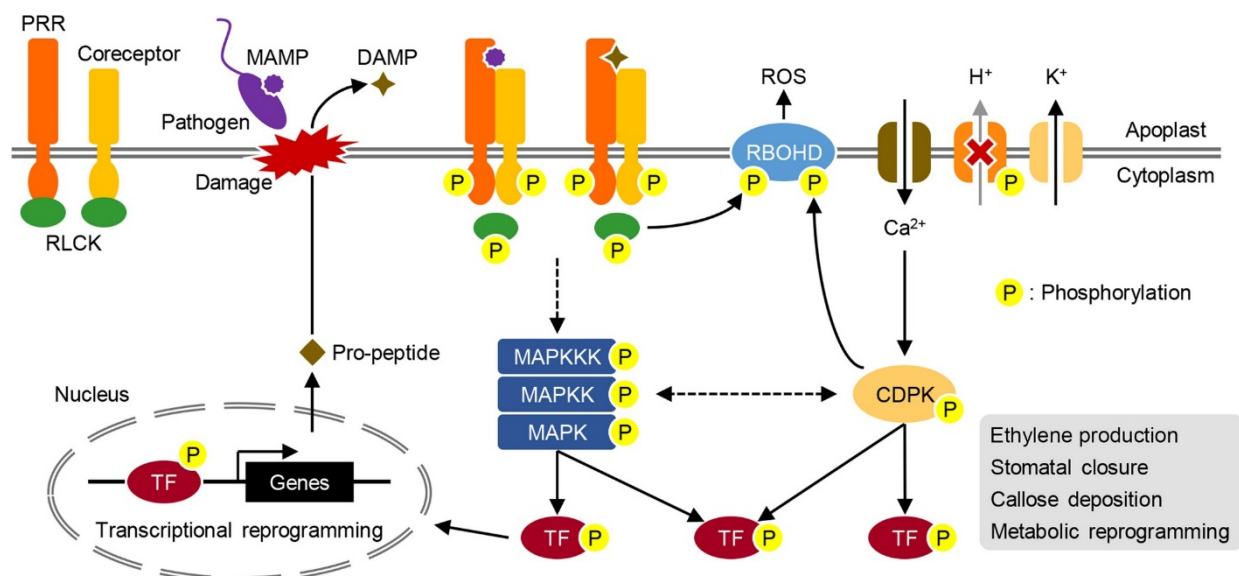 PRR
Coreceptor
MAMP
DAMP
Pathogen
Damage
RLCK
P
P
P
P
P
P
ROS
RBOHD
P
P
Ca²⁺
H⁺
P
K⁺
Apoplast
Cytoplasm
P : Phosphorylation
Pro-peptide
Nucleus
P
TF
Genes
Transcriptional reprogramming
MAPKKK P
MAPKK P
MAPK P
CDPK
P
TF P
TF P
TF P
Ethylene production
Stomatal closure
Callose deposition
Metabolic reprogramming